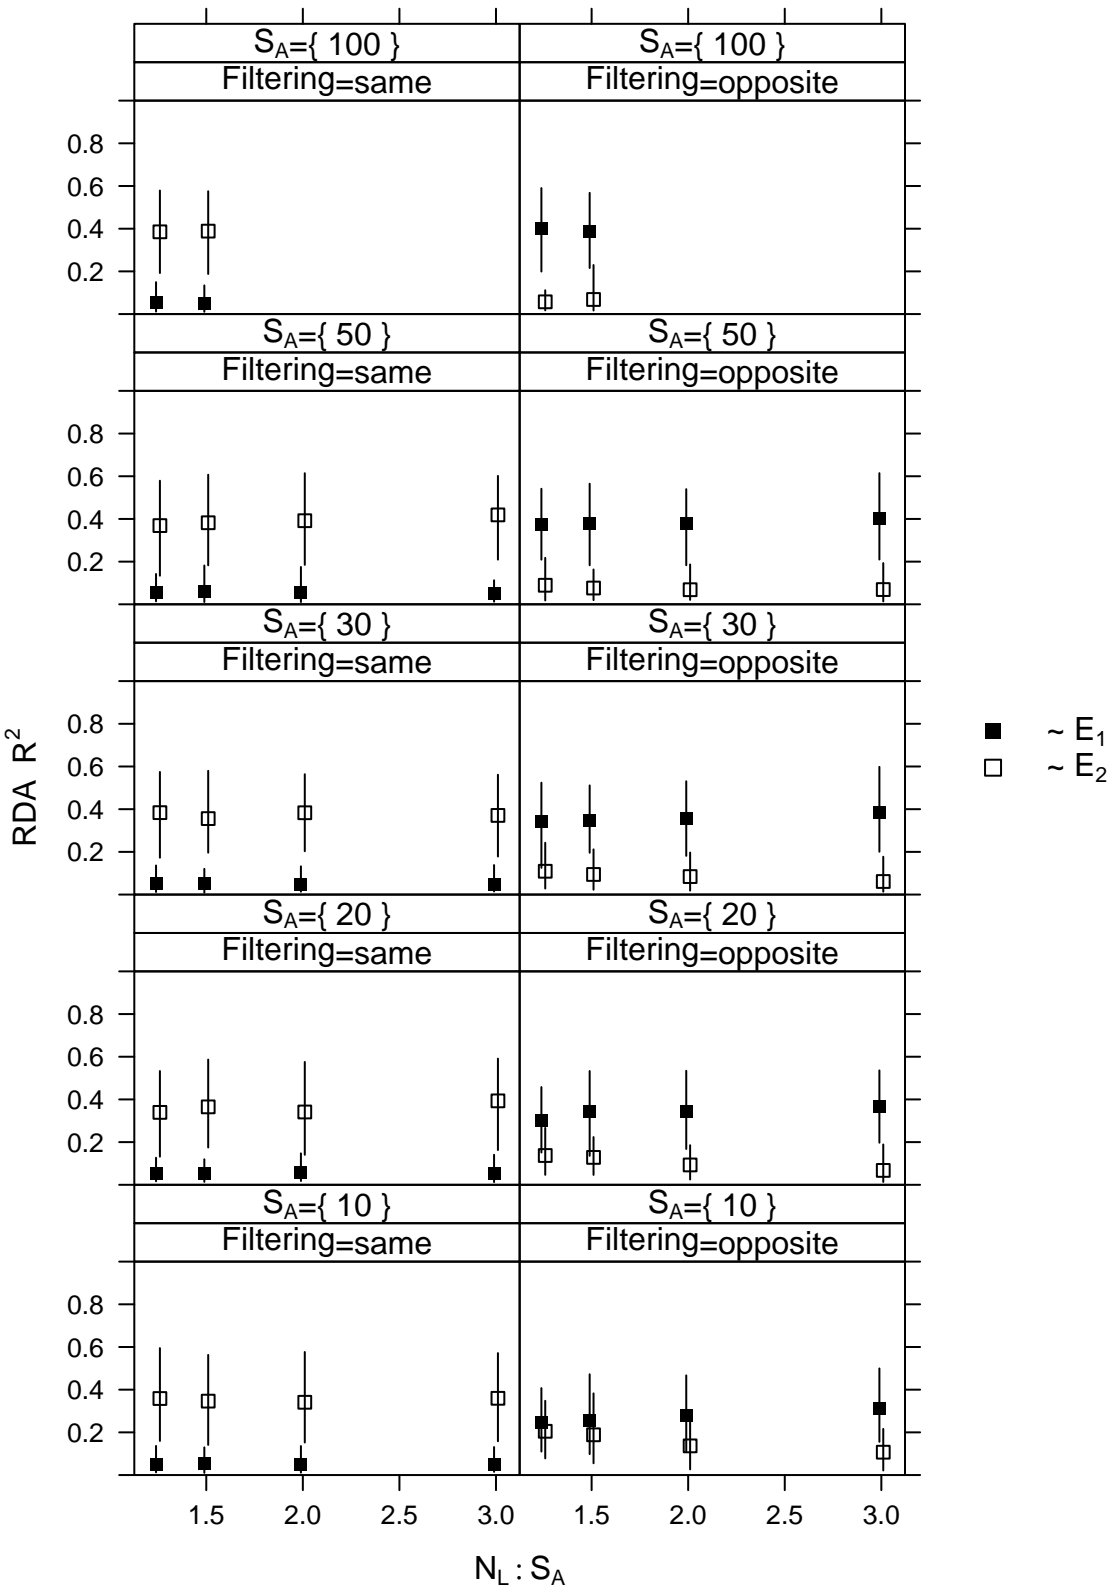 S_A={ 100 } S_A={ 100 }
Filtering=same Filtering=opposite
0.8
0.6
0.4
0.2
S_A={ 50 } S_A={ 50 }
Filtering=same Filtering=opposite
0.8
0.6
0.4
0.2
S_A={ 30 } S_A={ 30 }
Filtering=same Filtering=opposite
0.8
0.6
0.4
0.2
S_A={ 20 } S_A={ 20 }
Filtering=same Filtering=opposite
0.8
0.6
0.4
0.2
S_A={ 10 } S_A={ 10 }
Filtering=same Filtering=opposite
0.8
0.6
0.4
0.2
1.5 2.0 2.5 3.0 1.5 2.0 2.5 3.0
N_L : S_A
RDA R²
~ E₁
~ E₂